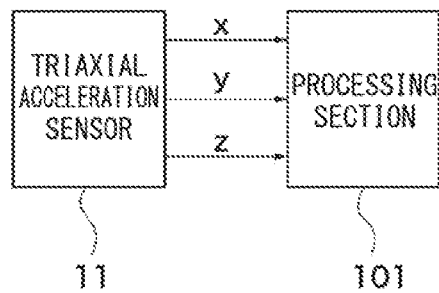 TRIAXIAL
ACCELERATION
SENSOR
x
y
z
PROCESSING
SECTION
11
101